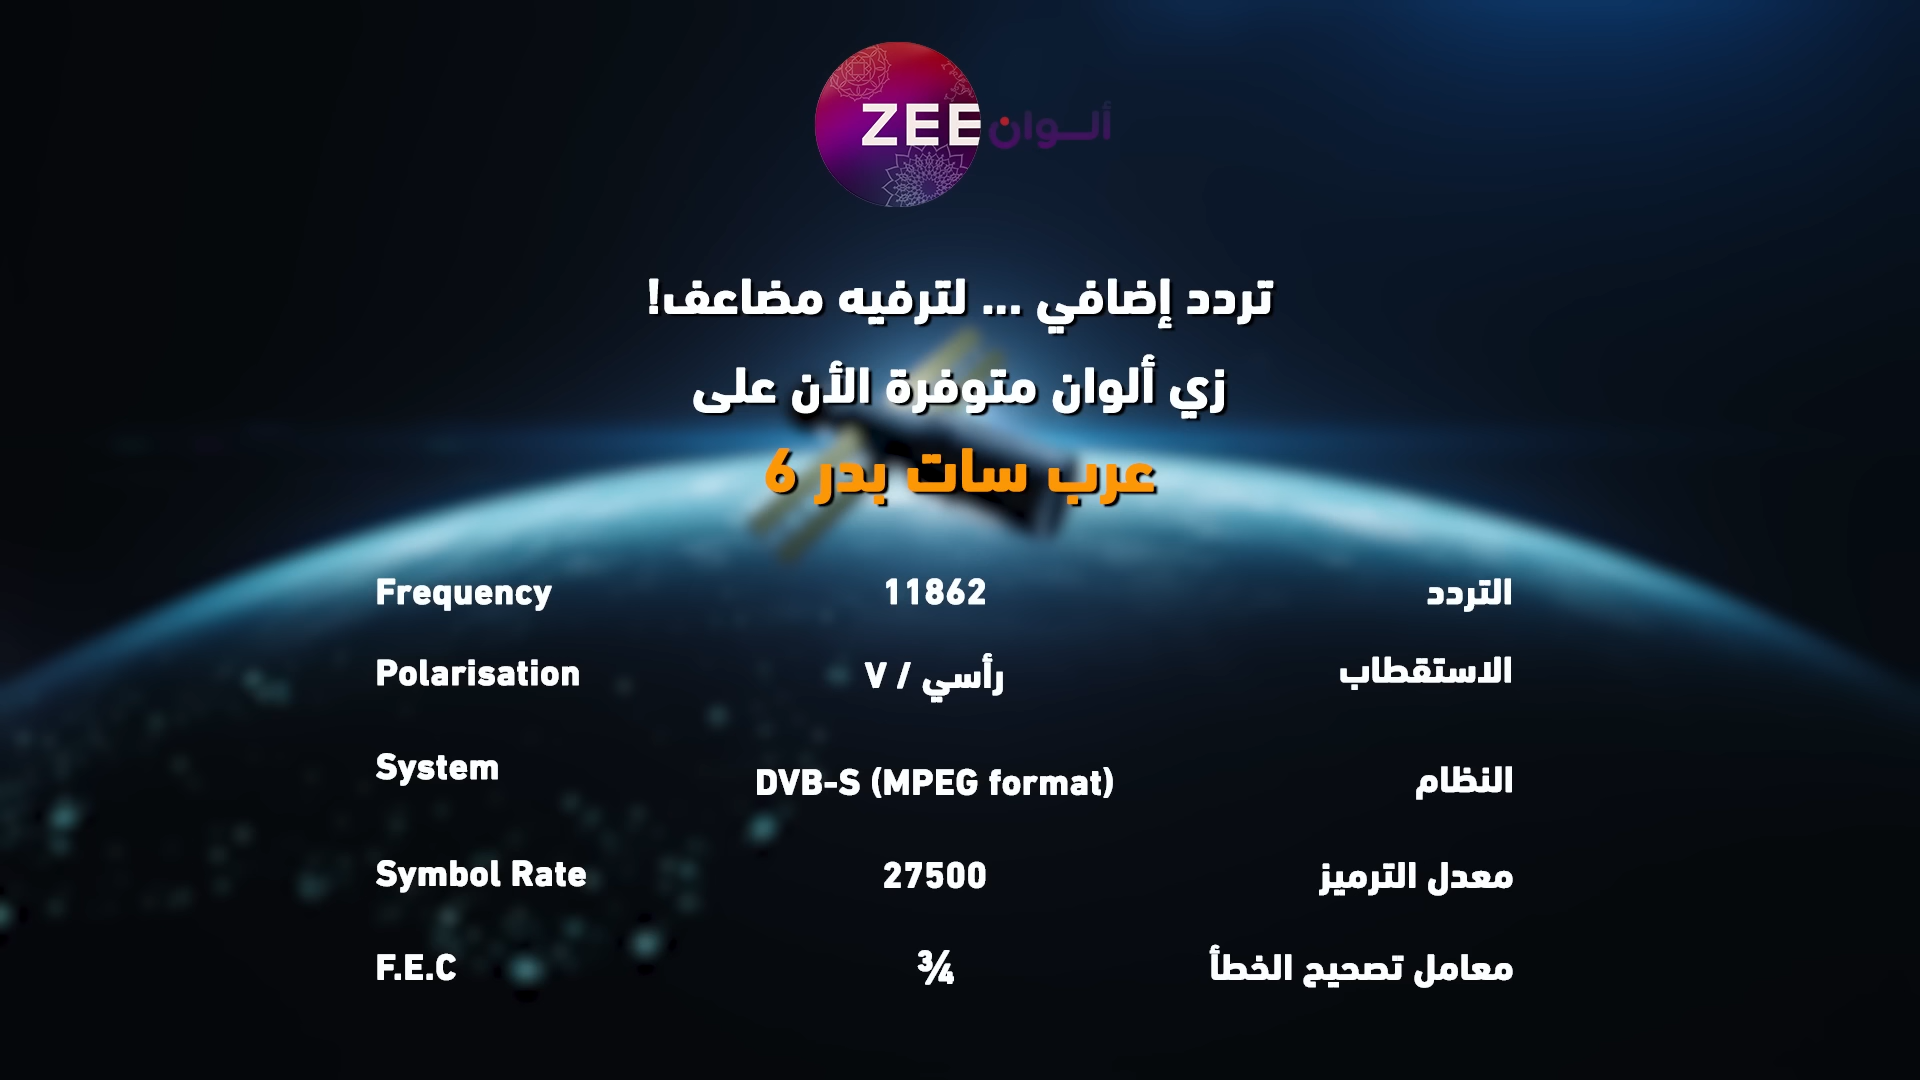 ZEE ألوان
تردد إضافي ... لترفيه مضاعف!
زي ألوان متوفرة الأن على
عرب سات بدر 6
Frequency 11862 التردد
Polarisation رأسي / V الاستقطاب
System DVB-S (MPEG format) النظام
Symbol Rate 27500 معدل الترميز
F.E.C ¾ معامل تصحيح الخطأ